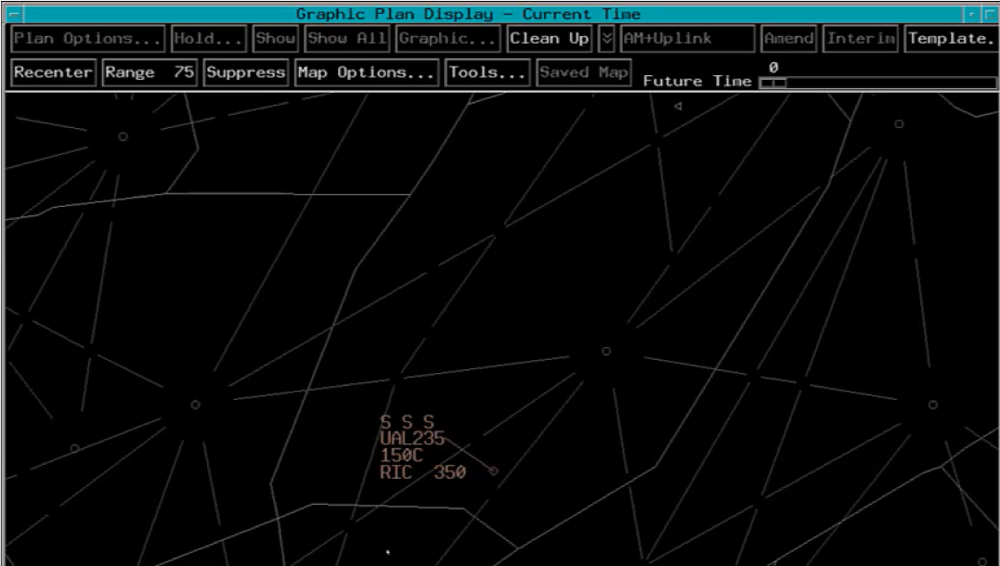 Graphic Plan Display - Current Time
Plan Options... Hold... Show Show All Graphic... Clean Up AM+Uplink Amend Interim Template.
Recenter Range 75 Suppress Map Options... Tools... Saved Map Future Time 0
S S S
UAL235
150C
RIC 350